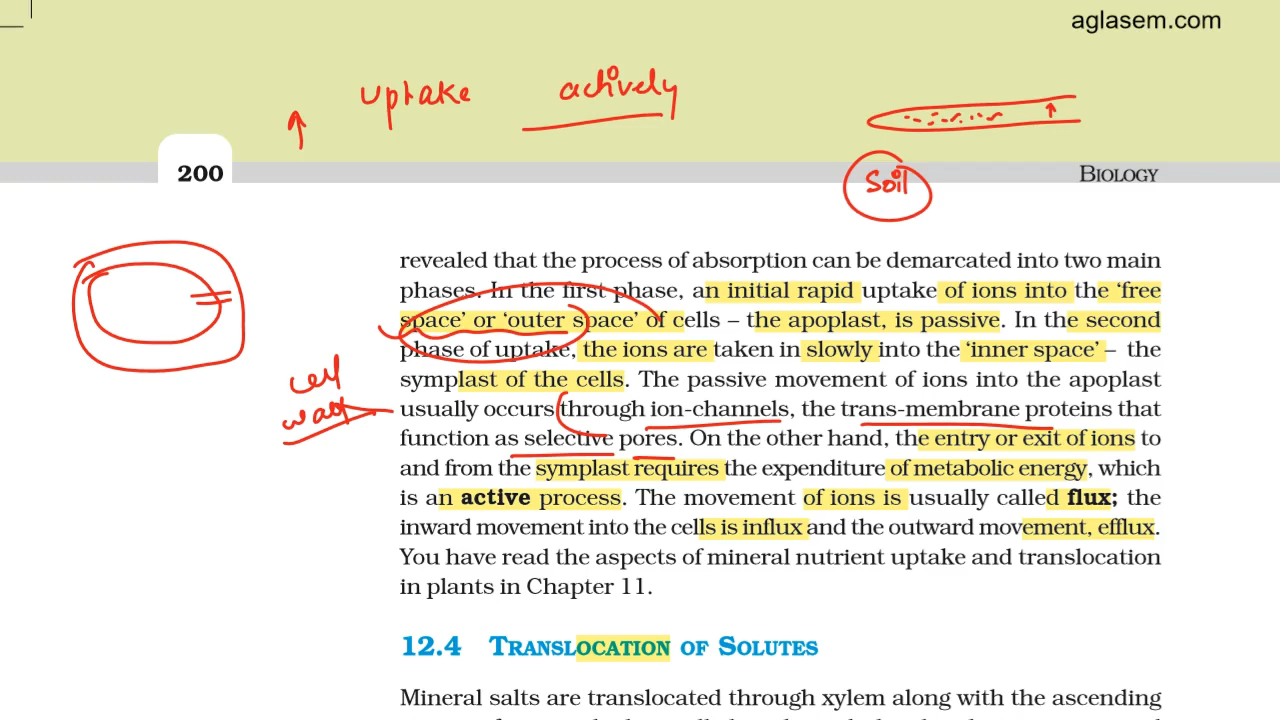 aglasem.com
uptake actively
200
Soil
BIOLOGY
revealed that the process of absorption can be demarcated into two main
phases. In the first phase, an initial rapid uptake of ions into the ‘free
space’ or ‘outer space’ of cells – the apoplast, is passive. In the second
phase of uptake, the ions are taken in slowly into the ‘inner space’ – the
symplast of the cells. The passive movement of ions into the apoplast
cell
usually occurs through ion-channels, the trans-membrane proteins that
wall
function as selective pores. On the other hand, the entry or exit of ions to
and from the symplast requires the expenditure of metabolic energy, which
is an active process. The movement of ions is usually called flux; the
inward movement into the cells is influx and the outward movement, efflux.
You have read the aspects of mineral nutrient uptake and translocation
in plants in Chapter 11.
12.4 TRANSLOCATION OF SOLUTES
Mineral salts are translocated through xylem along with the ascending